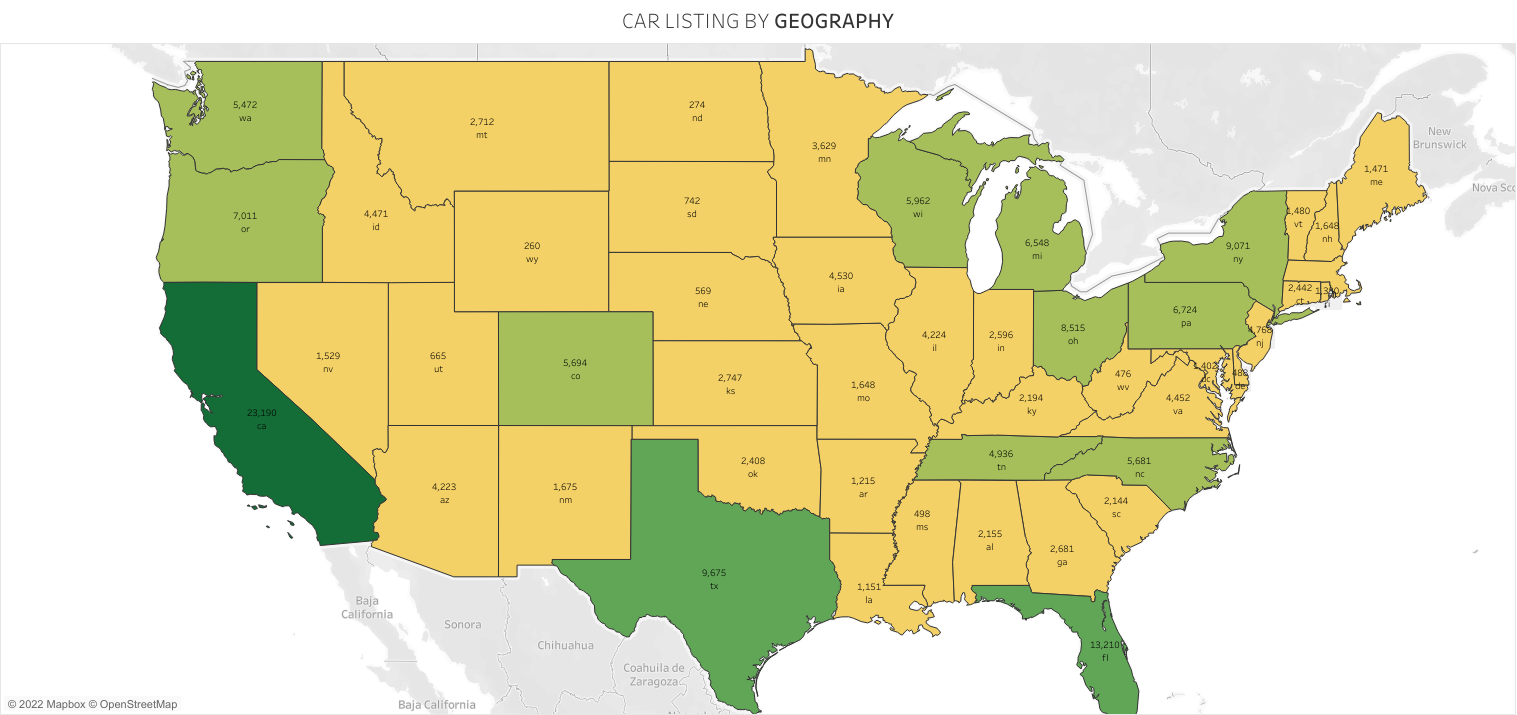 CAR LISTING BY GEOGRAPHY
5,472
wa
2,712
mt
274
nd
3,629
mn
New
Brunswick
1,471
me
Nova Sco
7,011
or
4,471
id
742
sd
5,962
wi
1,480
vt
1,648
nh
260
wy
6,548
mi
9,071
ny
4,530
ia
569
ne
2,442
ct
6,724
pa
4,768
nj
8,515
oh
4,224
il
2,596
in
1,529
nv
665
ut
5,694
co
2,747
ks
1,648
mo
476
wv
1,402
dc
488
de
2,194
ky
4,452
va
23,190
ca
4,936
tn
5,681
nc
2,408
ok
4,223
az
1,675
nm
1,215
ar
2,144
sc
498
ms
2,155
al
2,681
ga
9,675
tx
1,151
la
13,210
fl
Baja
California
Sonora
Chihuahua
Coahuila de
Zaragoza
Baja California
© 2022 Mapbox © OpenStreetMap